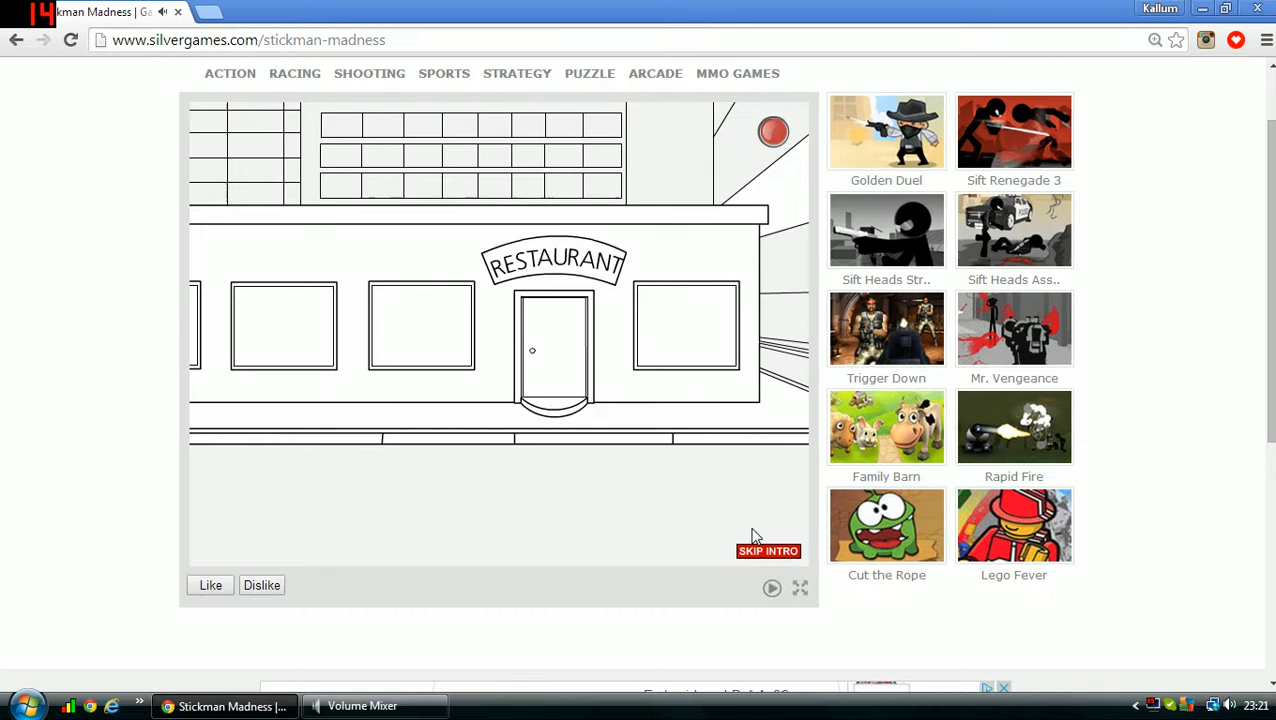 14
kman Madness | Ga
Kallum
www.silvergames.com/stickman-madness
ACTION RACING SHOOTING SPORTS STRATEGY PUZZLE ARCADE MMO GAMES
RESTAURANT
SKIP INTRO
Golden Duel
Sift Renegade 3
Sift Heads Str..
Sift Heads Ass..
Trigger Down
Mr. Vengeance
Family Barn
Rapid Fire
Cut the Rope
Lego Fever
Like
Dislike
Stickman Madness |...
Volume Mixer
23:21